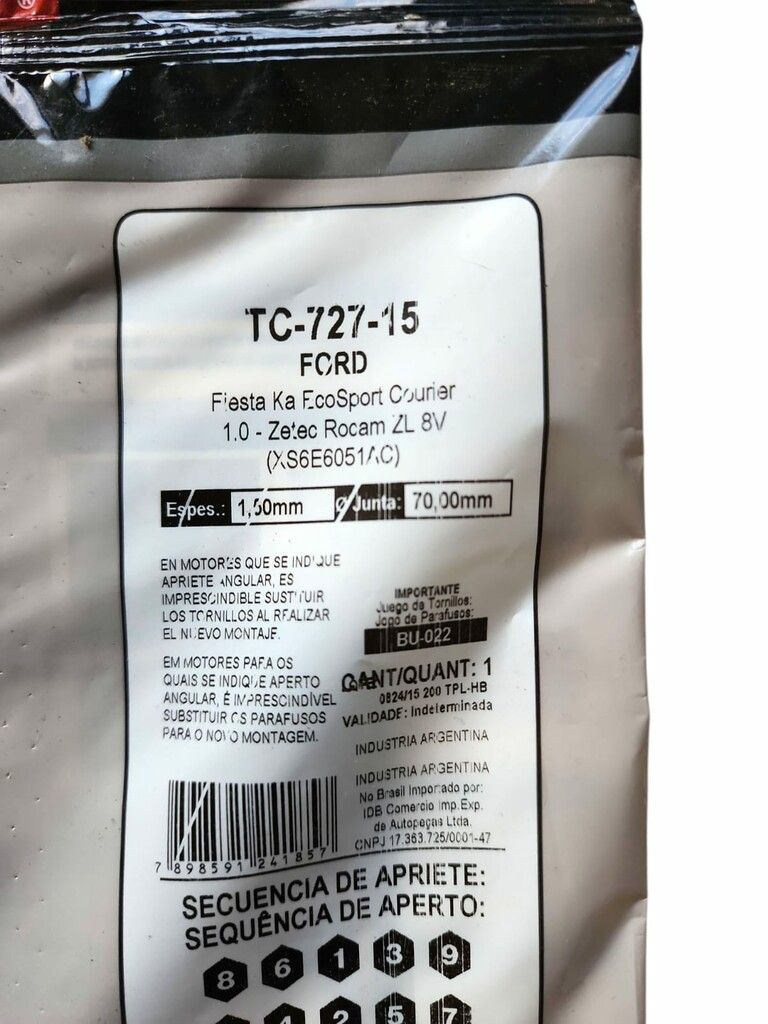 ®
TC-727-15
FORD
Fiesta Ka EcoSport Courier
1.0 - Zetec Rocam ZL 8V
(XS6E6051AC)
Espes.: 1,50mm Ø Junta: 70,00mm
EN MOTORES QUE SE INDIQUE
APRIETE ANGULAR, ES
IMPRESCINDIBLE SUSTITUIR
LOS TORNILLOS AL REALIZAR
EL NUEVO MONTAJE.
EM MOTORES PARA OS
QUAIS SE INDIQUE APERTO
ANGULAR, É IMPRESCINDÍVEL
SUBSTITUIR OS PARAFUSOS
PARA O NOVO MONTAGEM.
IMPORTANTE
Juego de Tornillos:
Jogo de Parafusos:
BU-022
CANT/QUANT: 1
0824/15 200 TPL-HB
VALIDADE: Indeterminada
INDUSTRIA ARGENTINA
INDUSTRIA ARGENTINA
No Brasil Importado por:
IDB Comercio Imp.Exp.
de Autopeças Ltda.
CNPJ 17.363.725/0001-47
7 898591 241857
SECUENCIA DE APRIETE:
SEQUÊNCIA DE APERTO:
8 6 1 3 9
4 2 5 7